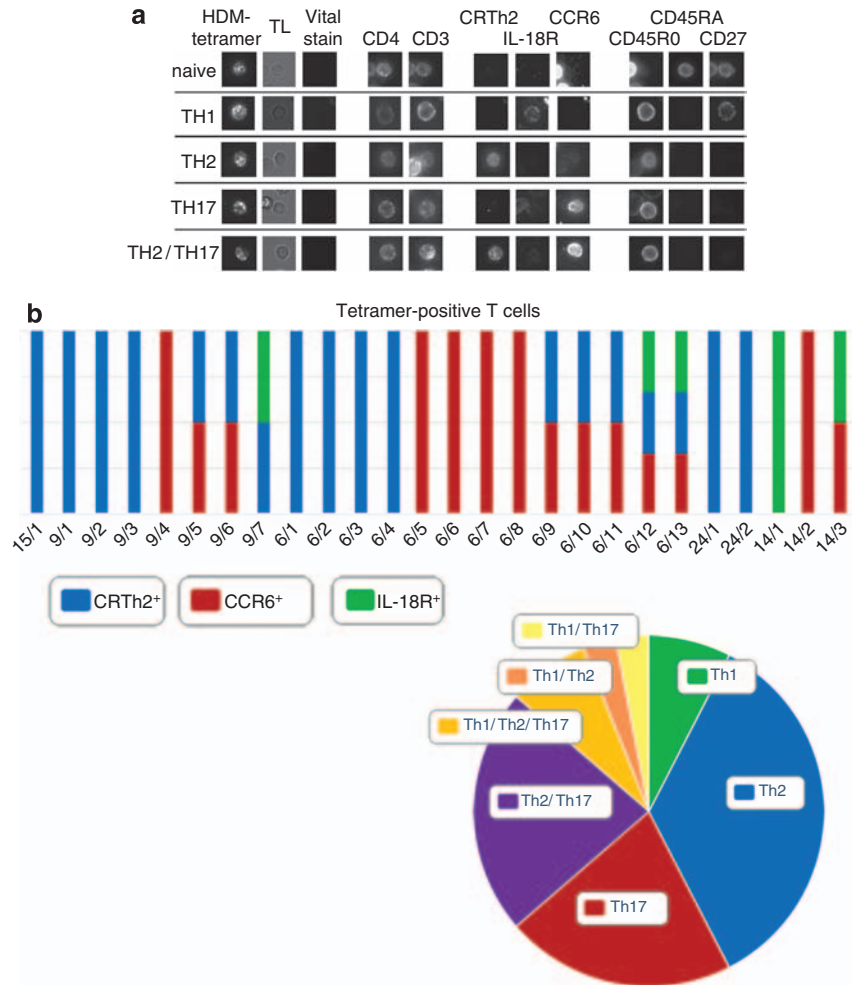 a
HDM-tetramer TL Vital stain CD4 CD3 CRTh2 IL-18R CCR6 CD45R0 CD45RA CD27
naive
TH1
TH2
TH17
TH2/TH17
b
Tetramer-positive T cells
15/1 9/1 9/2 9/3 9/4 9/5 9/6 9/7 6/1 6/2 6/3 6/4 6/5 6/6 6/7 6/8 6/9 6/10 6/11 6/12 6/13 24/1 24/2 14/1 14/2 14/3
CRTh2⁺ CCR6⁺ IL-18R⁺
Th1/Th17
Th1/Th2
Th1
Th1/Th2/Th17
Th2/Th17
Th2
Th17